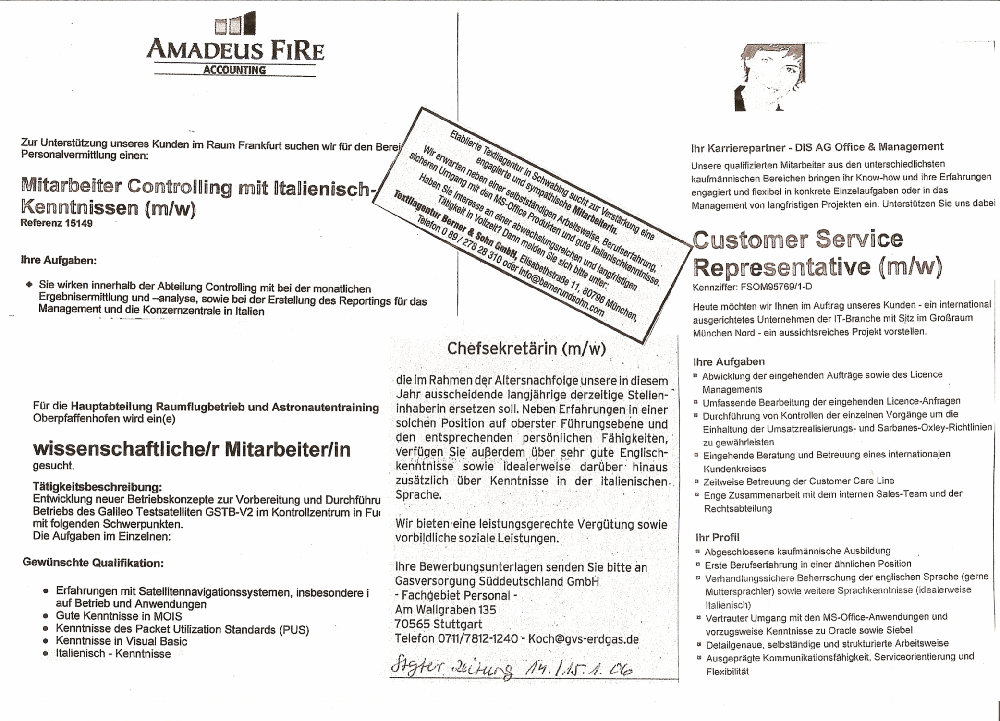 AMADEUS FIRE
ACCOUNTING
Zur Unterstützung unseres Kunden im Raum Frankfurt suchen wir für den Berei
Personalvermittlung einen:
Mitarbeiter Controlling mit Italienisch-
Kenntnissen (m/w)
Referenz 15149
Ihre Aufgaben:
Sie wirken innerhalb der Abteilung Controlling mit bei der monatlichen
Ergebnisermittlung und –analyse, sowie bei der Erstellung des Reportings für das
Management und die Konzernzentrale in Italien
Für die Hauptabteilung Raumflugbetrieb und Astronautentraining
Oberpfaffenhofen wird ein(e)
wissenschaftliche/r Mitarbeiter/in
gesucht.
Tätigkeitsbeschreibung:
Entwicklung neuer Betriebskonzepte zur Vorbereitung und Durchführu
Betriebs des Galileo Testsatelliten GSTB-V2 im Kontrollzentrum in Fu
mit folgenden Schwerpunkten.
Die Aufgaben im Einzelnen:
Gewünschte Qualifikation:
• Erfahrungen mit Satellitennavigationssystemen, insbesondere i
auf Betrieb und Anwendungen
• Gute Kenntnisse in MOIS
• Kenntnisse des Packet Utilization Standards (PUS)
• Kenntnisse in Visual Basic
• Italienisch - Kenntnisse
Etablierte Textilagentur in Schwabing sucht zur Verstärkung eine
engagierte und sympathische Mitarbeiterin.
Wir erwarten neben einer selbstständigen Arbeitsweise, Berufserfahrung,
sicheren Umgang mit den MS-Office Produkten und gute Italienischkenntnisse.
Haben Sie Interesse an einer abwechslungsreichen und langfristigen
Tätigkeit in Vollzeit? Dann melden Sie sich bitte unter:
Textilagentur Berner & Sohn GmbH, Elisabethstraße 11, 80796 München,
Telefon 0 89 / 278 28 310 oder info@bernerundsohn.com
Chefsekretärin (m/w)
die im Rahmen der Altersnachfolge unsere in diesem
Jahr ausscheidende langjährige derzeitige Stellen-
inhaberin ersetzen soll. Neben Erfahrungen in einer
solchen Position auf oberster Führungsebene und
den entsprechenden persönlichen Fähigkeiten,
verfügen Sie außerdem über sehr gute Englisch-
kenntnisse sowie idealerweise darüber hinaus
zusätzlich über Kenntnisse in der italienischen
Sprache.
Wir bieten eine leistungsgerechte Vergütung sowie
vorbildliche soziale Leistungen.
Ihre Bewerbungsunterlagen senden Sie bitte an
Gasversorgung Süddeutschland GmbH
- Fachgebiet Personal -
Am Wallgraben 135
70565 Stuttgart
Telefon 0711/7812-1240 - Koch@gvs-erdgas.de
Stgter Zeitung 14./15.1.06
Ihr Karrierepartner - DIS AG Office & Management
Unsere qualifizierten Mitarbeiter aus den unterschiedlichsten
kaufmännischen Bereichen bringen ihr Know-how und ihre Erfahrungen
engagiert und flexibel in konkrete Einzelaufgaben oder in das
Management von langfristigen Projekten ein. Unterstützen Sie uns dabei
Customer Service
Representative (m/w)
Kennziffer: FSOM95769/1-D
Heute möchten wir Ihnen im Auftrag unseres Kunden - ein international
ausgerichtetes Unternehmen der IT-Branche mit Sitz im Großraum
München Nord - ein aussichtsreiches Projekt vorstellen.
Ihre Aufgaben
Abwicklung der eingehenden Aufträge sowie des Licence
Managements
Umfassende Bearbeitung der eingehenden Licence-Anfragen
Durchführung von Kontrollen der einzelnen Vorgänge um die
Einhaltung der Umsatzrealisierungs- und Sarbanes-Oxley-Richtlinien
zu gewährleisten
Eingehende Beratung und Betreuung eines internationalen
Kundenkreises
Zeitweise Betreuung der Customer Care Line
Enge Zusammenarbeit mit dem internen Sales-Team und der
Rechtsabteilung
Ihr Profil
Abgeschlossene kaufmännische Ausbildung
Erste Berufserfahrung in einer ähnlichen Position
Verhandlungssichere Beherrschung der englischen Sprache (gerne
Muttersprachler) sowie weitere Sprachkenntnisse (idealerweise
Italienisch)
Vertrauter Umgang mit den MS-Office-Anwendungen und
vorzugsweise Kenntnisse zu Oracle sowie Siebel
Detailgenaue, selbständige und strukturierte Arbeitsweise
Ausgeprägte Kommunikationsfähigkeit, Serviceorientierung und
Flexibilität